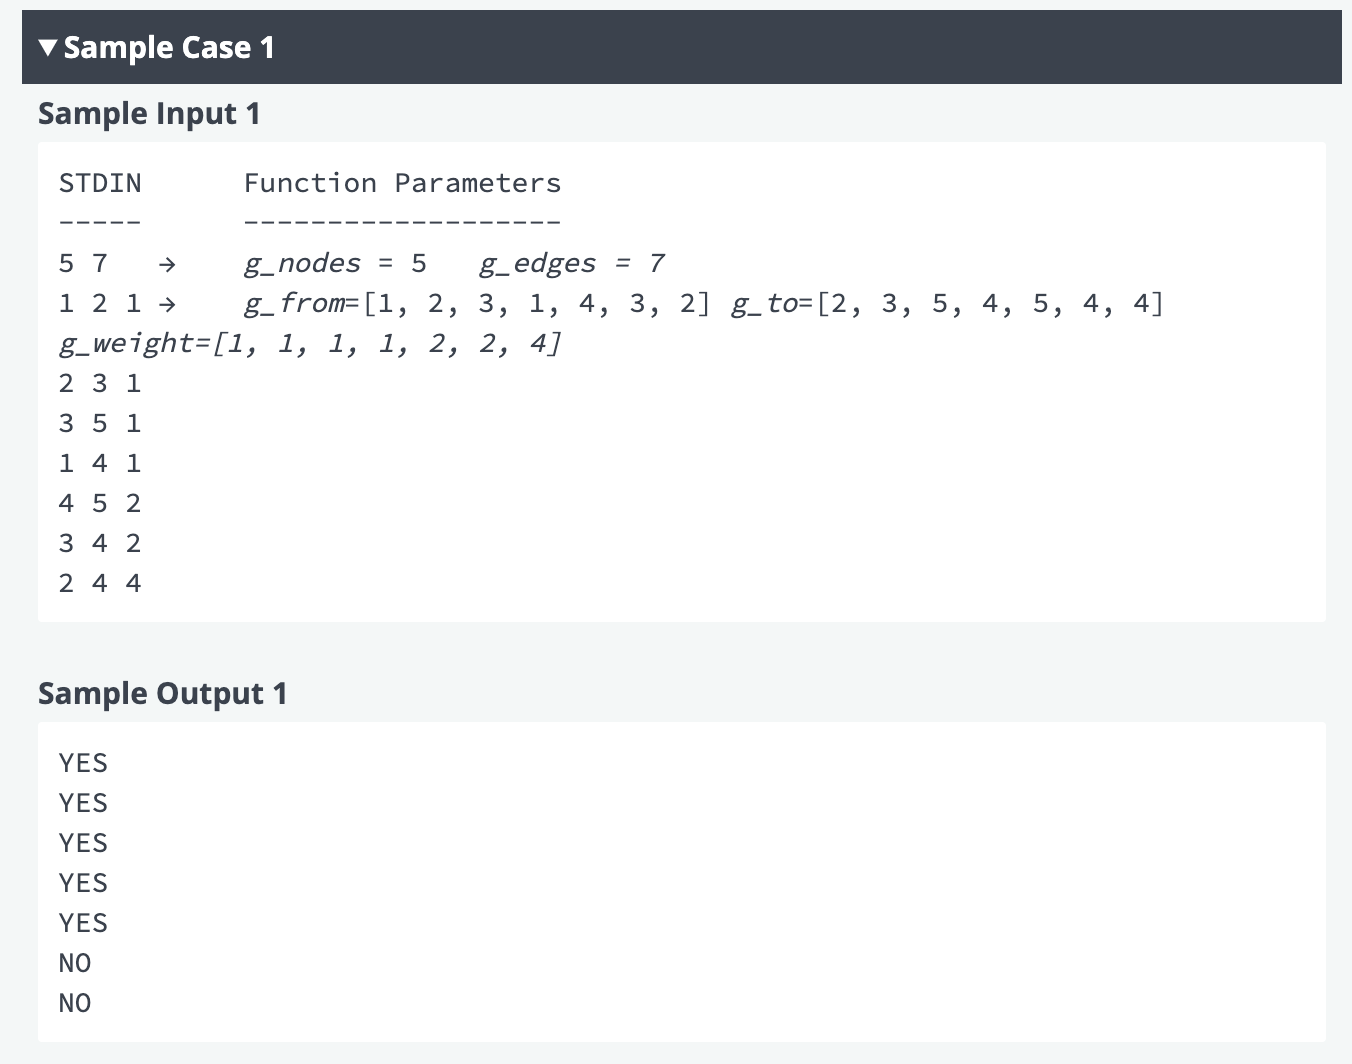 ▼ Sample Case 1
Sample Input 1
STDIN      Function Parameters
-----      -------------------
5 7   →    g_nodes = 5   g_edges = 7
1 2 1 →    g_from=[1, 2, 3, 1, 4, 3, 2] g_to=[2, 3, 5, 4, 5, 4, 4]
g_weight=[1, 1, 1, 1, 2, 2, 4]
2 3 1
3 5 1
1 4 1
4 5 2
3 4 2
2 4 4
Sample Output 1
YES
YES
YES
YES
YES
NO
NO